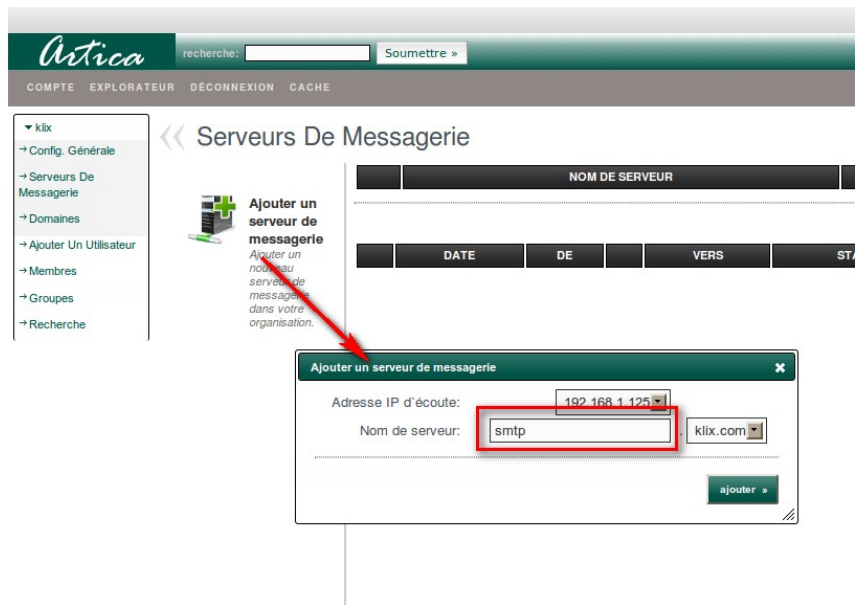 Artica
recherche: Soumettre »
COMPTE EXPLORATEUR DÉCONNEXION CACHE
klix
Config. Générale
Serveurs De
Messagerie
Domaines
Ajouter Un Utilisateur
Membres
Groupes
Recherche
Serveurs De Messagerie
NOM DE SERVEUR
Ajouter un
serveur de
messagerie
Ajouter un
nouveau
serveur de
messagerie
dans votre
organisation.
DATE DE VERS STA
Ajouter un serveur de messagerie
Adresse IP d`écoute: 192.168.1.125
Nom de serveur: smtp . klix.com
ajouter »